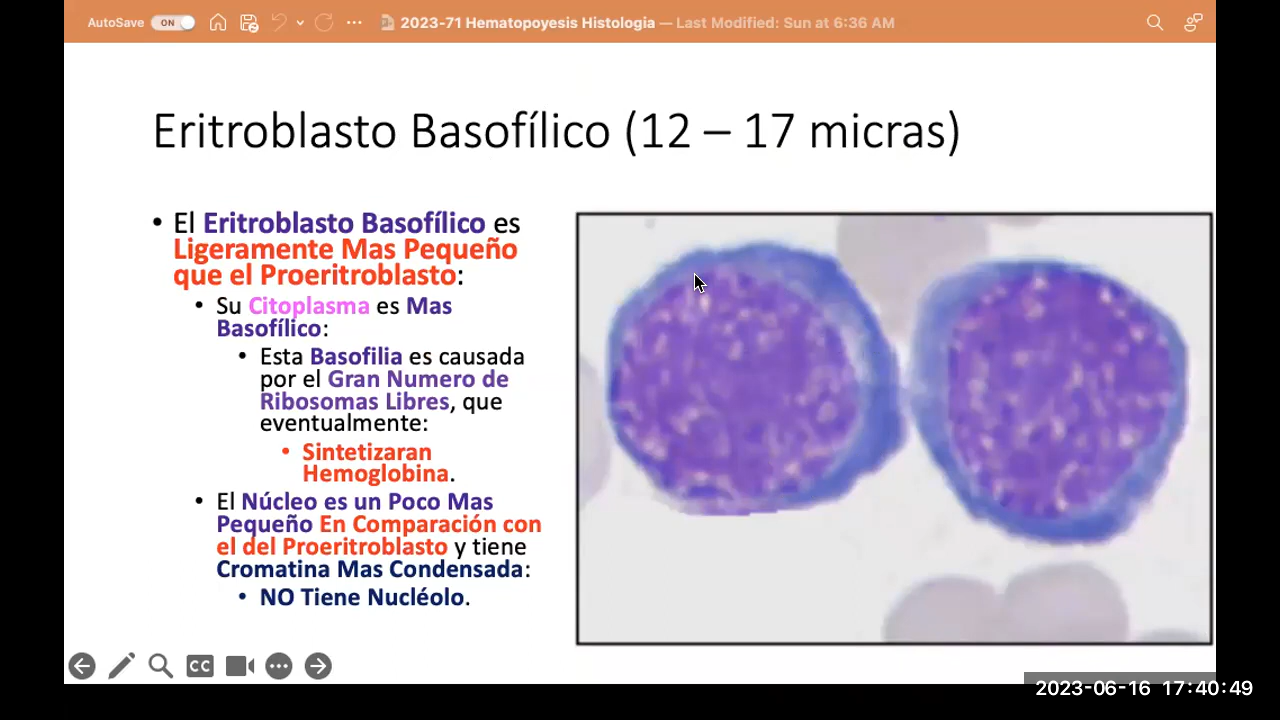 AutoSave ON 2023-71 Hematopoyesis Histologia — Last Modified: Sun at 6:36 AM
Eritroblasto Basofílico (12 – 17 micras)
• El Eritroblasto Basofílico es
Ligeramente Mas Pequeño
que el Proeritroblasto:
• Su Citoplasma es Mas
Basofílico:
• Esta Basofilia es causada
por el Gran Numero de
Ribosomas Libres, que
eventualmente:
• Sintetizaran
Hemoglobina.
• El Núcleo es un Poco Mas
Pequeño En Comparación con
el del Proeritroblasto y tiene
Cromatina Mas Condensada:
• NO Tiene Nucléolo.
CC
2023-06-16 17:40:49